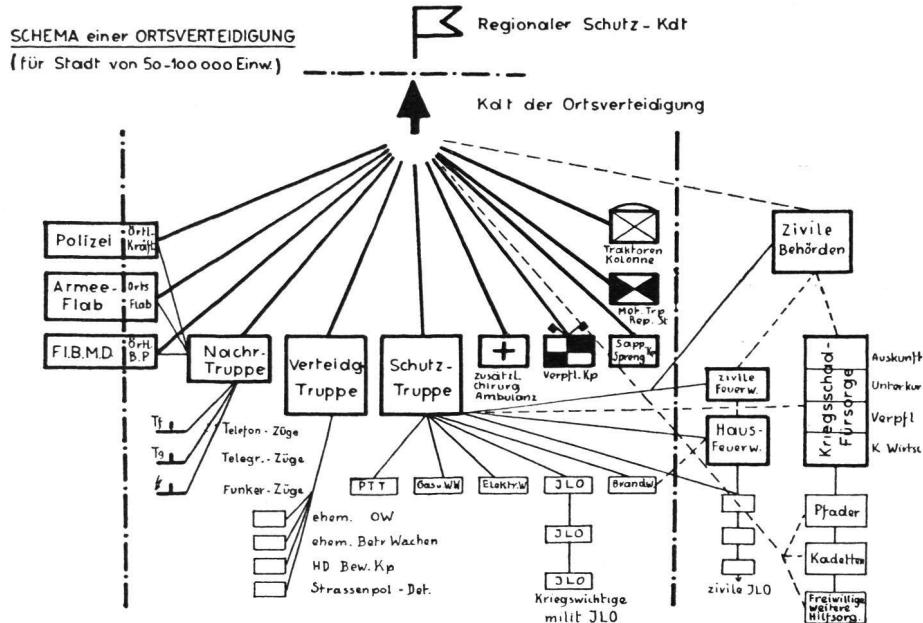 SCHEMA einer ORTSVERTEIDIGUNG
(für Stadt von 50-100 000 Einw.)
Regionaler Schutz-Kdt
Kdt der Ortsverteidigung
Polizei
Örtl.
Kräft.
Armee-
Flab
Orts
Flab
F.I.B.M.D.
Örtl.
B.P
Nachr-
Truppe
Verteidg-
Truppe
Schutz-
Truppe
zusätzl.
chirurg
Ambulanz
Verpfl. Kp
Traktoren
Kolonne
Mot. Trp
Rep. St
Sapp
Spreng
Zivile
Behörden
zivile
Feuerw.
Haus-
Feuerw.
Kriegsschad-
Fürsorge
Auskunft
Unterkur
Verpfl
K. Wirtsc
Tf
Telefon-Züge
Tg
Telegr.-Züge
Funker-Züge
ehem. OW
ehem. Betr Wachen
HD Bew. Kp
Strassenpol-Det.
PTT
Gas u WW
Elektr.W
JLO
JLO
JLO
Kriegswichtige
milit JLO
Brandw.
zivile JLO
Pfader
Kadetten
Freiwillige
weitere
Hilfsorg.